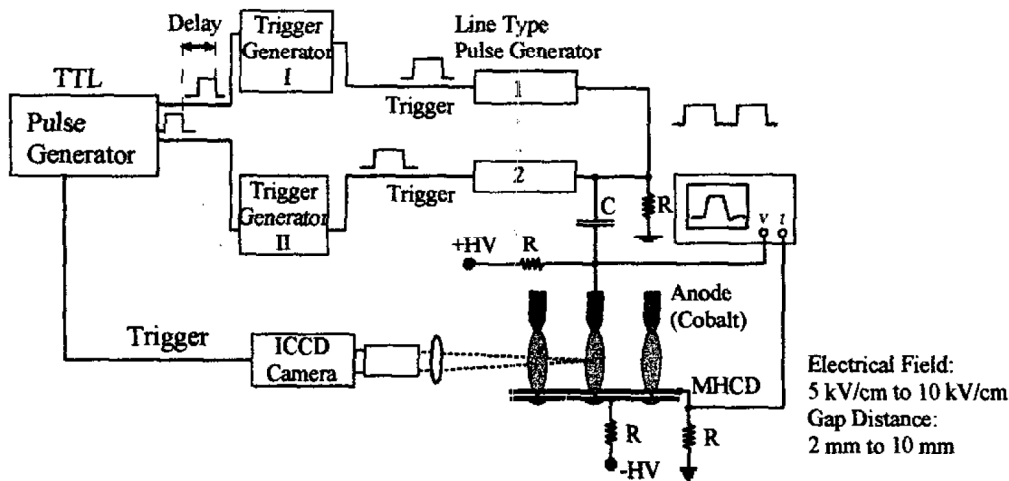 Delay
Trigger
Generator
I
Line Type
Pulse Generator
TTL
Pulse
Generator
Trigger
1
Trigger
Generator
II
Trigger
2
C
R
V
I
+HV
R
Anode
(Cobalt)
Trigger
ICCD
Camera
MHCD
R
-HV
R
Electrical Field:
5 kV/cm to 10 kV/cm
Gap Distance:
2 mm to 10 mm